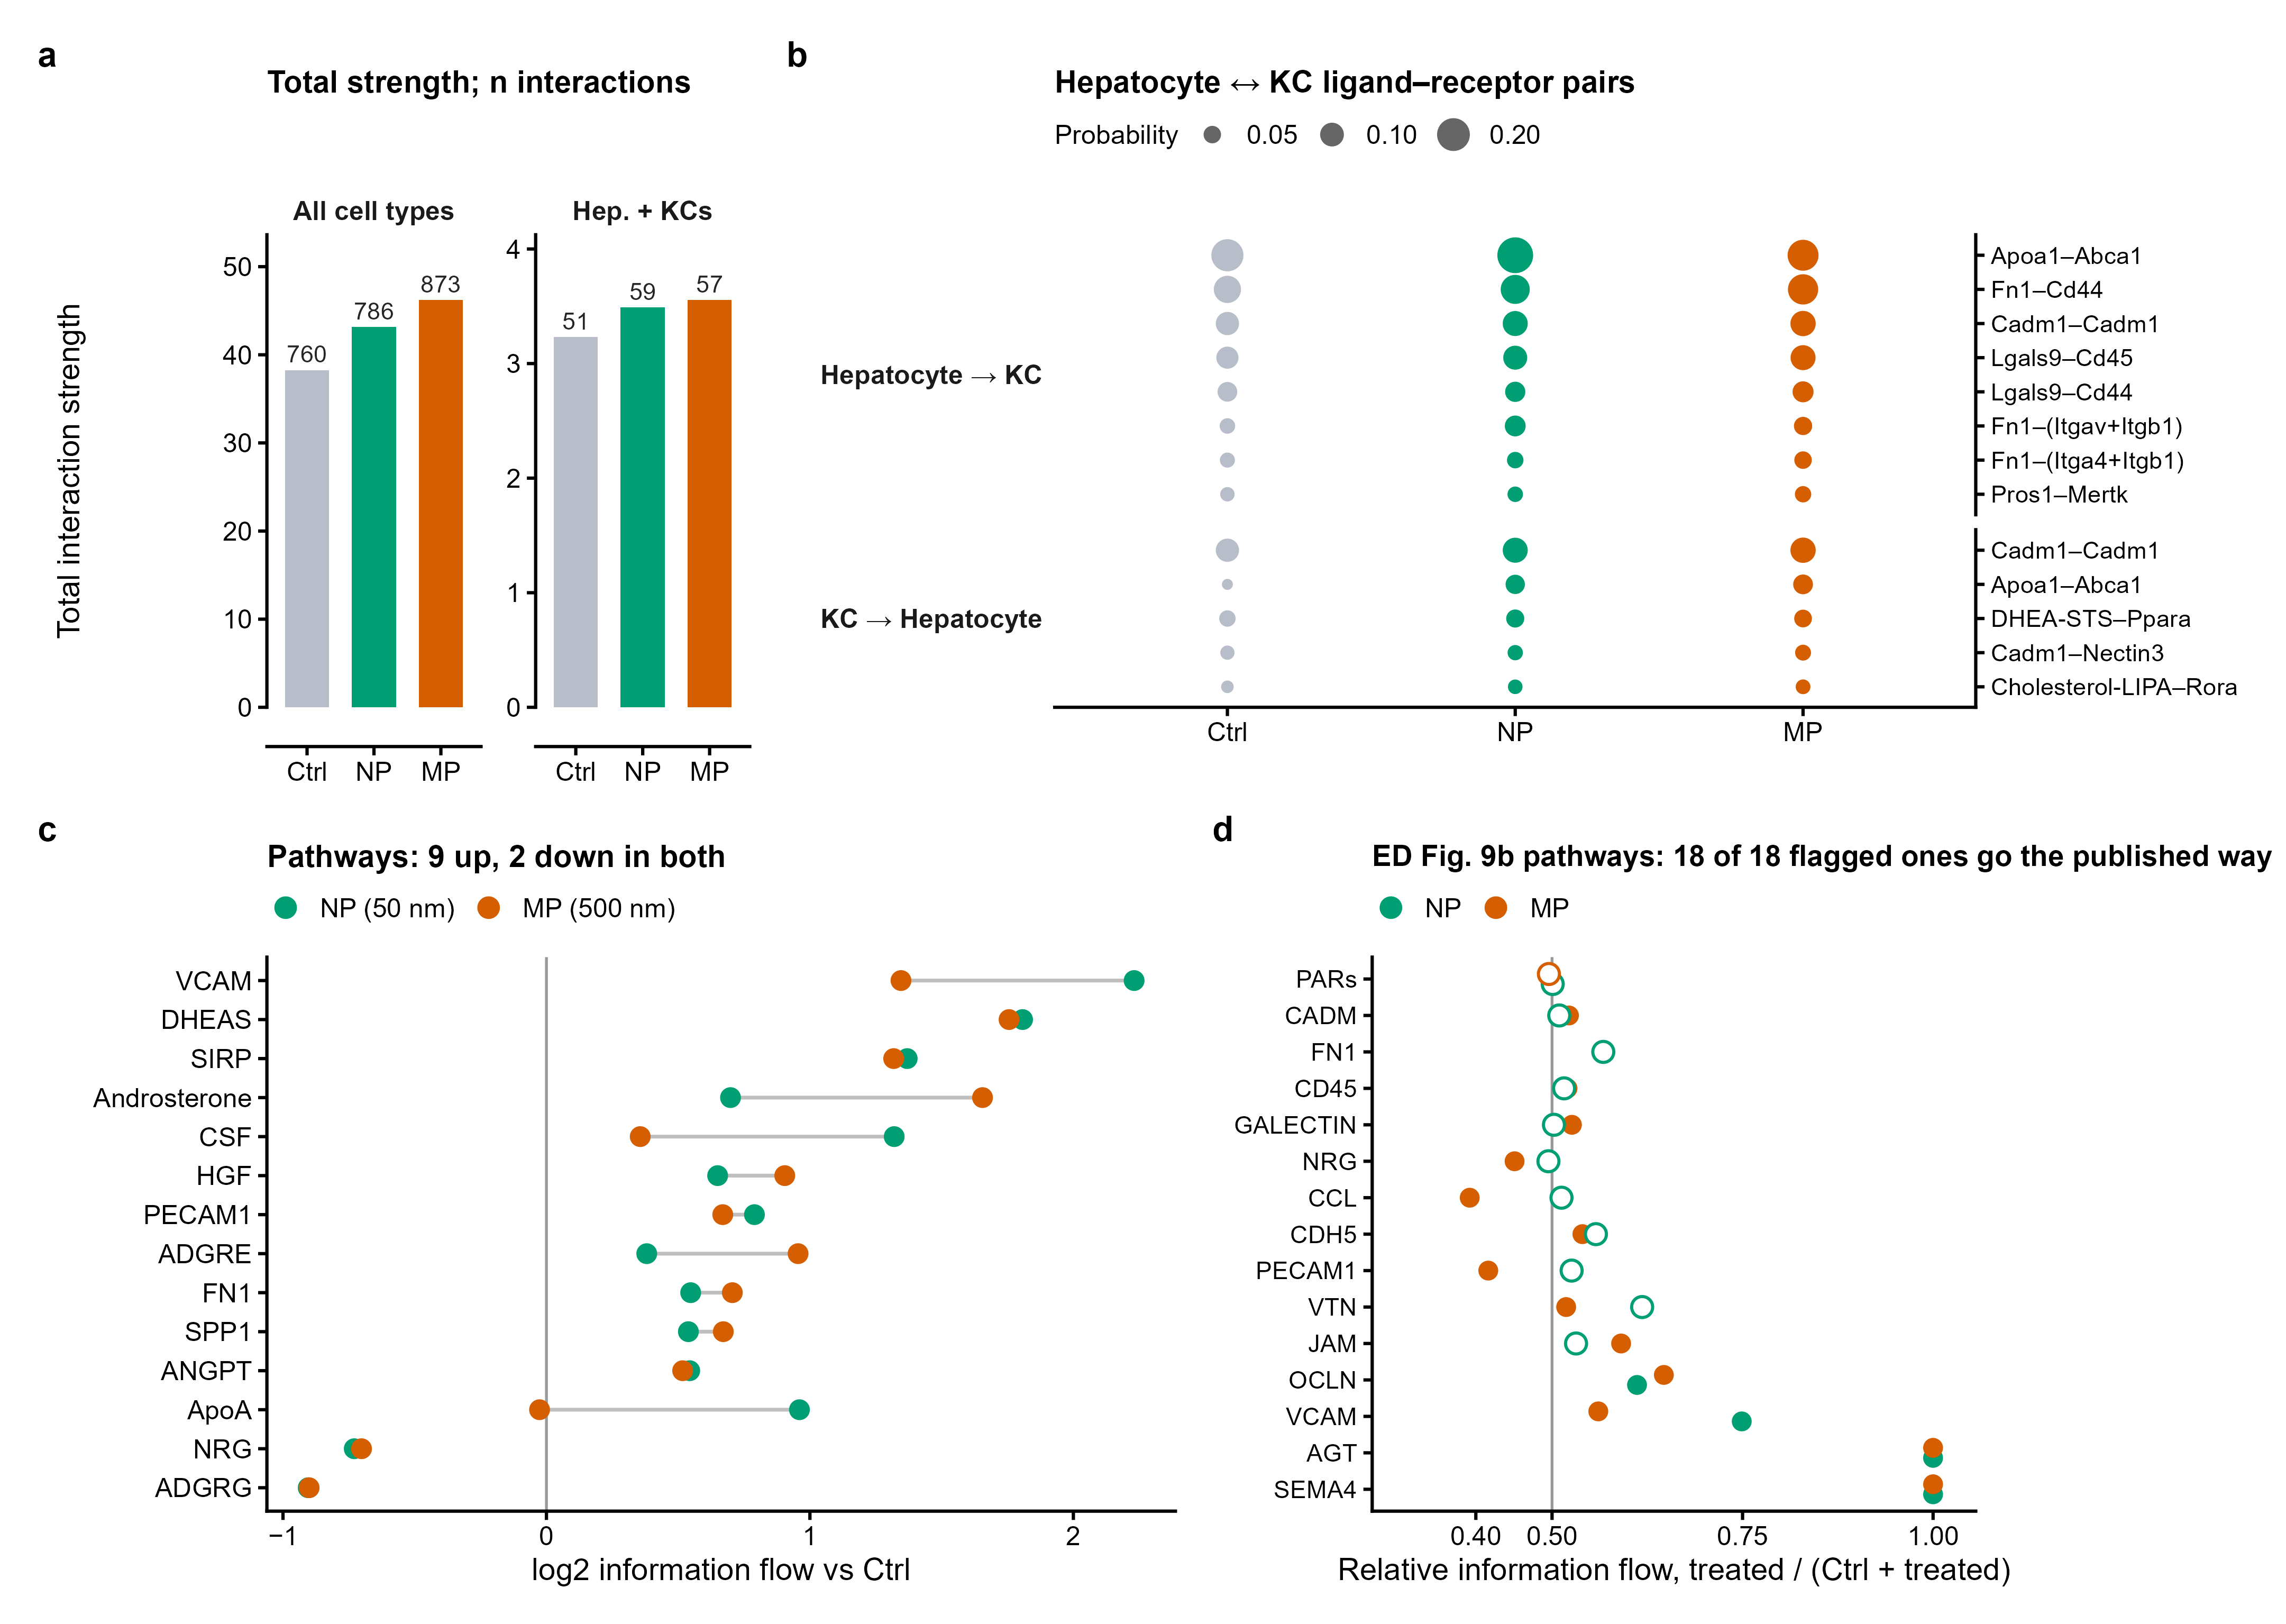 a
Total strength; n interactions
All cell types
Hep. + KCs
Total interaction strength
50
40
30
20
10
0
760
786
873
Ctrl
NP
MP
4
3
2
1
0
51
59
57
Ctrl
NP
MP
b
Hepatocyte ↔ KC ligand–receptor pairs
Probability 0.05 0.10 0.20
Hepatocyte → KC
Apoa1–Abca1
Fn1–Cd44
Cadm1–Cadm1
Lgals9–Cd45
Lgals9–Cd44
Fn1–(Itgav+Itgb1)
Fn1–(Itga4+Itgb1)
Pros1–Mertk
KC → Hepatocyte
Cadm1–Cadm1
Apoa1–Abca1
DHEA-STS–Ppara
Cadm1–Nectin3
Cholesterol-LIPA–Rora
Ctrl
NP
MP
c
Pathways: 9 up, 2 down in both
NP (50 nm) MP (500 nm)
VCAM
DHEAS
SIRP
Androsterone
CSF
HGF
PECAM1
ADGRE
FN1
SPP1
ANGPT
ApoA
NRG
ADGRG
−1 0 1 2
log2 information flow vs Ctrl
d
ED Fig. 9b pathways: 18 of 18 flagged ones go the published way
NP MP
PARs
CADM
FN1
CD45
GALECTIN
NRG
CCL
CDH5
PECAM1
VTN
JAM
OCLN
VCAM
AGT
SEMA4
0.40 0.50 0.75 1.00
Relative information flow, treated / (Ctrl + treated)